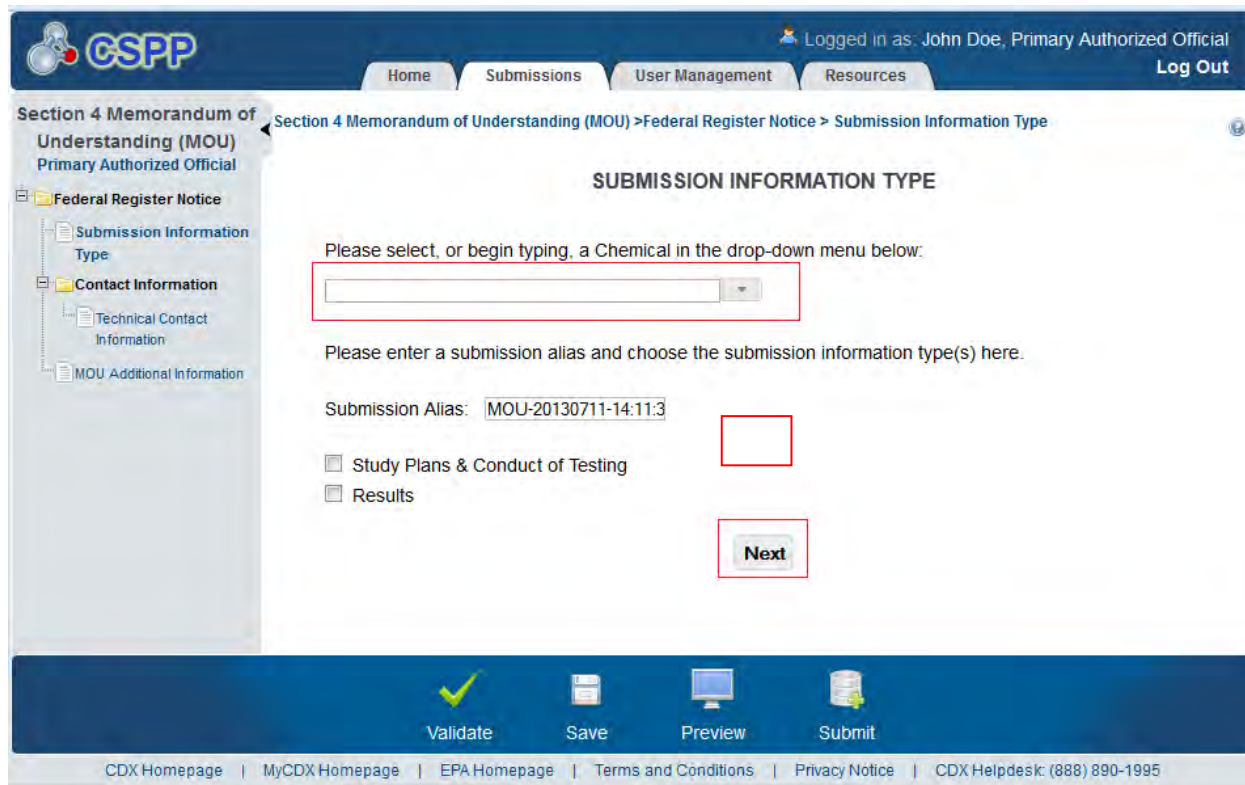 CSPP
Logged in as: John Doe, Primary Authorized Official
Log Out
Home Submissions User Management Resources
Section 4 Memorandum of
Understanding (MOU)
Primary Authorized Official
Federal Register Notice
Submission Information
Type
Contact Information
Technical Contact
Information
MOU Additional Information
Section 4 Memorandum of Understanding (MOU) >Federal Register Notice > Submission Information Type
SUBMISSION INFORMATION TYPE
Please select, or begin typing, a Chemical in the drop-down menu below:
Please enter a submission alias and choose the submission information type(s) here.
Submission Alias: MOU-20130711-14:11:3
Study Plans & Conduct of Testing
Results
Next
Validate Save Preview Submit
CDX Homepage | MyCDX Homepage | EPA Homepage | Terms and Conditions | Privacy Notice | CDX Helpdesk: (888) 890-1995